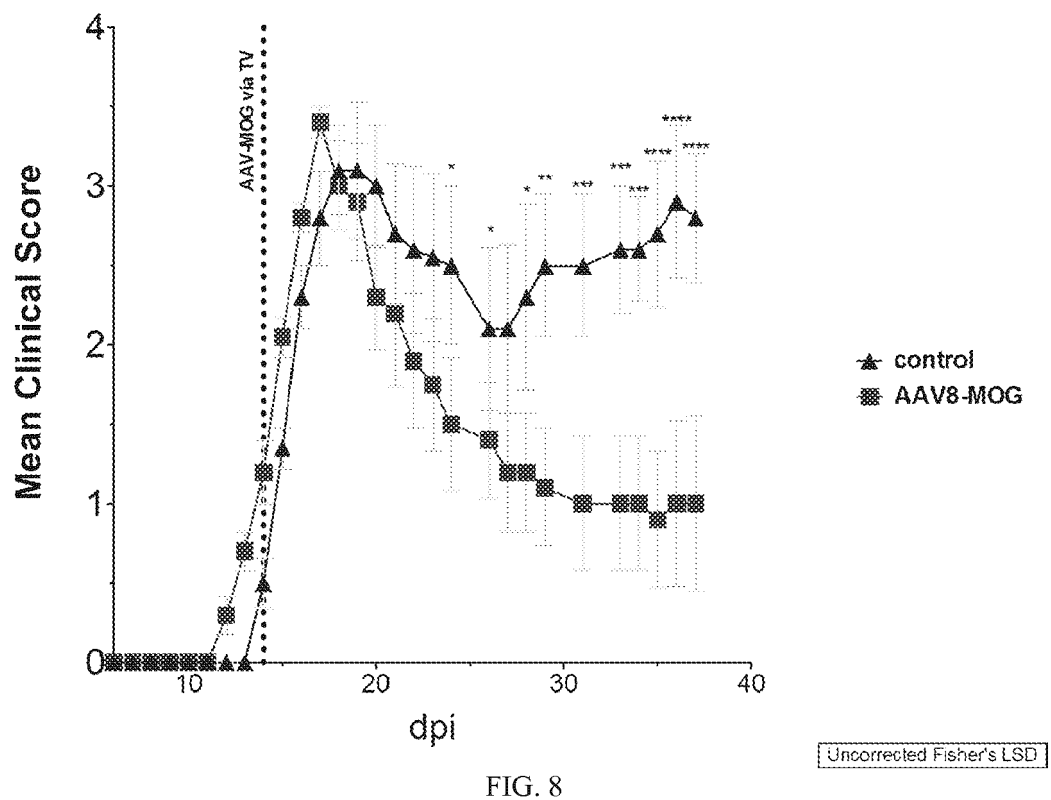 4
3
2
1
0
Mean Clinical Score
AAV-MOG via TV
*
*
*
**
***
***
***
****
****
****
10
20
30
40
dpi
control
AAV8-MOG
Uncorrected Fisher's LSD
FIG. 8